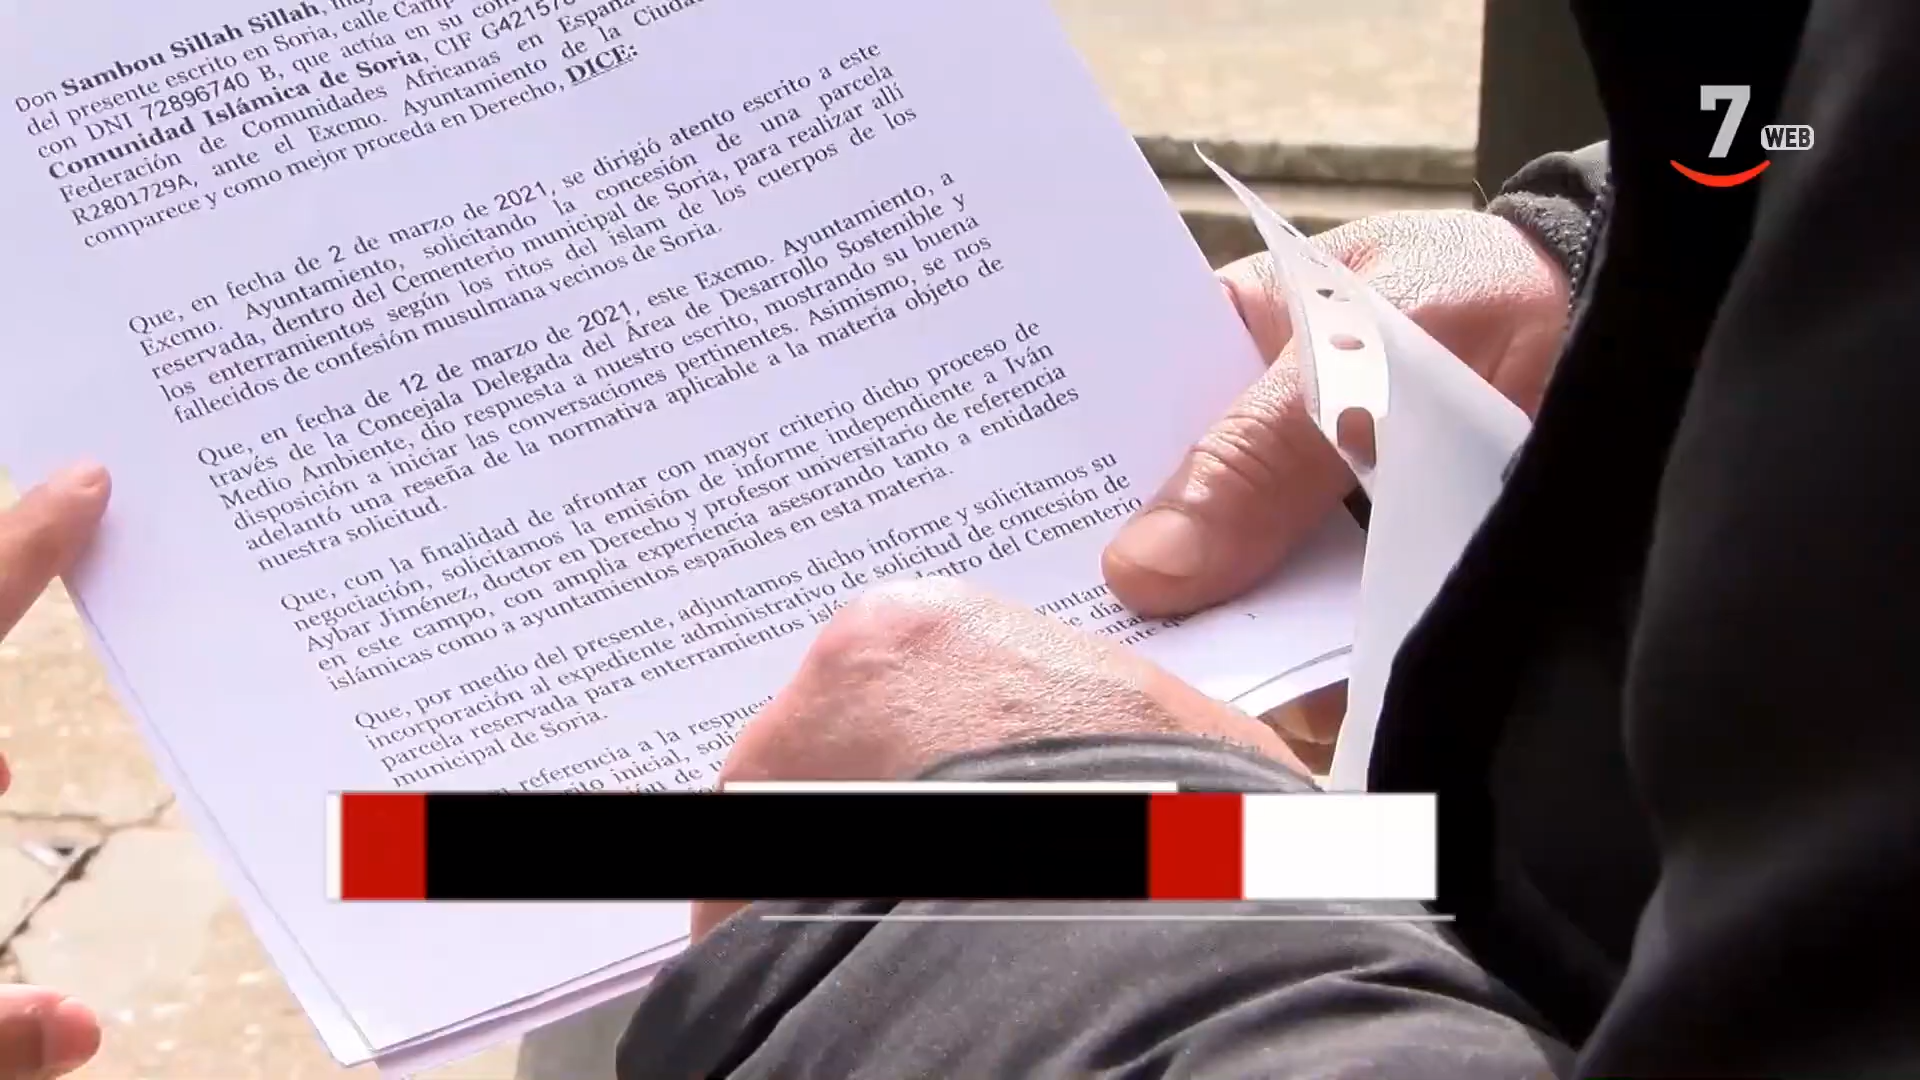 Don Sambou Sillah Sillah,
del presente escrito en Soria, calle
con DNI 72896740 B, que actúa en su
Comunidad Islámica de Soria, CIF
Federación de Comunidades Africanas en España
R2801729A, ante el Excmo. Ayuntamiento de la
comparece y como mejor proceda en Derecho, DICE:
Que, en fecha de 2 de marzo de 2021, se dirigió atento escrito a este
Excmo. Ayuntamiento, solicitando la concesión de una parcela
reservada, dentro del Cementerio municipal de Soria, para realizar allí
los enterramientos según los ritos del islam de los cuerpos de los
fallecidos de confesión musulmana vecinos de Soria.
Que, en fecha de 12 de marzo de 2021, este Excmo. Ayuntamiento, a
través de la Concejala Delegada del Área de Desarrollo Sostenible y
Medio Ambiente, dio respuesta a nuestro escrito, mostrando su buena
disposición a iniciar las conversaciones pertinentes. Asimismo, se nos
adelantó una reseña de la normativa aplicable a la materia objeto de
nuestra solicitud.
Que, con la finalidad de afrontar con mayor criterio dicho proceso de
negociación, solicitamos la emisión de informe independiente a Iván
Aybar Jiménez, doctor en Derecho y profesor universitario de referencia
en este campo, con amplia experiencia asesorando tanto a entidades
islámicas como a ayuntamientos españoles en esta materia.
Que, por medio del presente, adjuntamos dicho informe y solicitamos su
incorporación al expediente administrativo de solicitud de concesión de
parcela reservada para enterramientos dentro del Cementerio
municipal de Soria.
referencia a la
inicial,
7
WEB